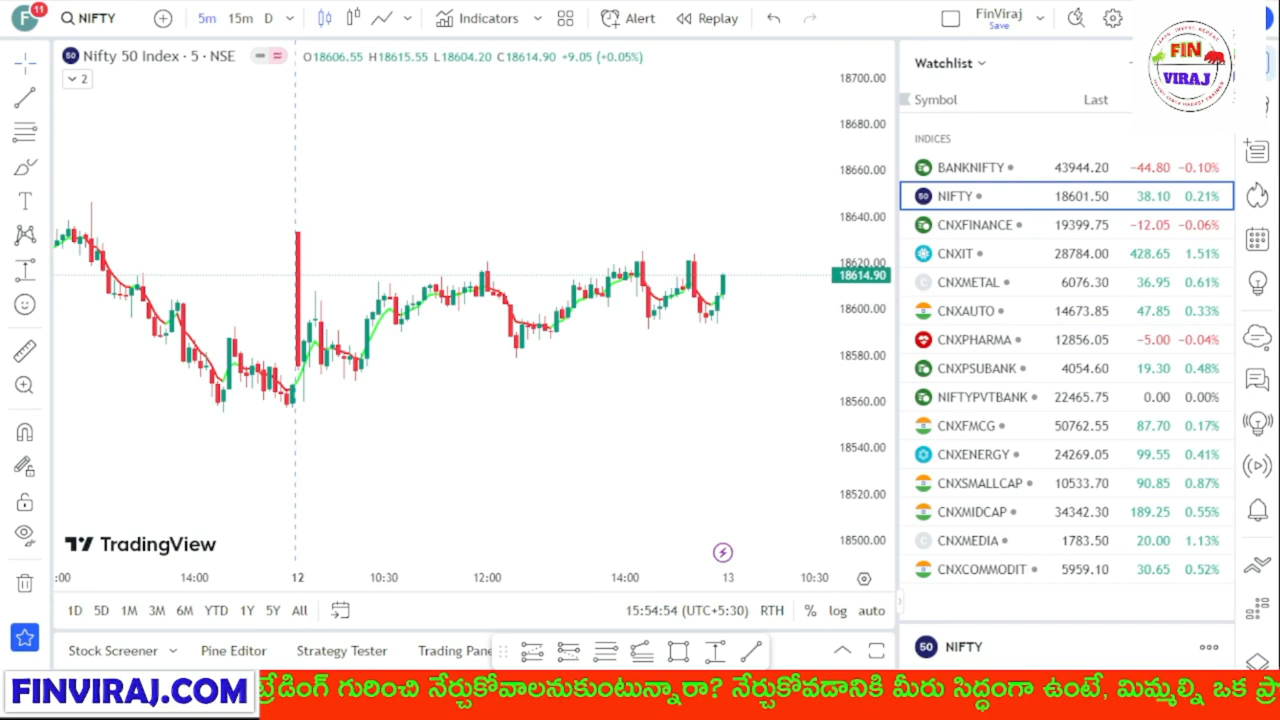 F
11
NIFTY
5m 15m D
Indicators
Alert
Replay
FinViraj
Save
50 Nifty 50 Index · 5 · NSE
O18606.55 H18615.55 L18604.20 C18614.90 +9.05 (+0.05%)
2
18700.00
18680.00
18660.00
18640.00
18620.00
18614.90
18600.00
18580.00
18560.00
18540.00
18520.00
18500.00
TradingView
:00 14:00 12 10:30 12:00 14:00 13 10:30
1D 5D 1M 3M 6M YTD 1Y 5Y All
15:54:54 (UTC+5:30) RTH % log auto
Stock Screener Pine Editor Strategy Tester Trading Pane
Watchlist
FIN
VIRAJ
Symbol Last
INDICES
BANKNIFTY 43944.20 −44.80 −0.10%
50 NIFTY 18601.50 38.10 0.21%
CNXFINANCE 19399.75 −12.05 −0.06%
CNXIT 28784.00 428.65 1.51%
C CNXMETAL 6076.30 36.95 0.61%
CNXAUTO 14673.85 47.85 0.33%
CNXPHARMA 12856.05 −5.00 −0.04%
CNXPSUBANK 4054.60 19.30 0.48%
NIFTYPVTBANK 22465.75 0.00 0.00%
CNXFMCG 50762.55 87.70 0.17%
CNXENERGY 24269.05 99.55 0.41%
CNXSMALLCAP 10533.70 90.85 0.87%
CNXMIDCAP 34342.30 189.25 0.55%
C CNXMEDIA 1783.50 20.00 1.13%
CNXCOMMODIT 5959.10 30.65 0.52%
50 NIFTY
FINVIRAJ.COM
ట్రేడింగ్ గురించి నేర్చుకోవాలనుకుంటున్నారా? నేర్చుకోవడానికి మీరు సిద్ధంగా ఉంటే, మిమ్మల్ని ఒక ప్రా